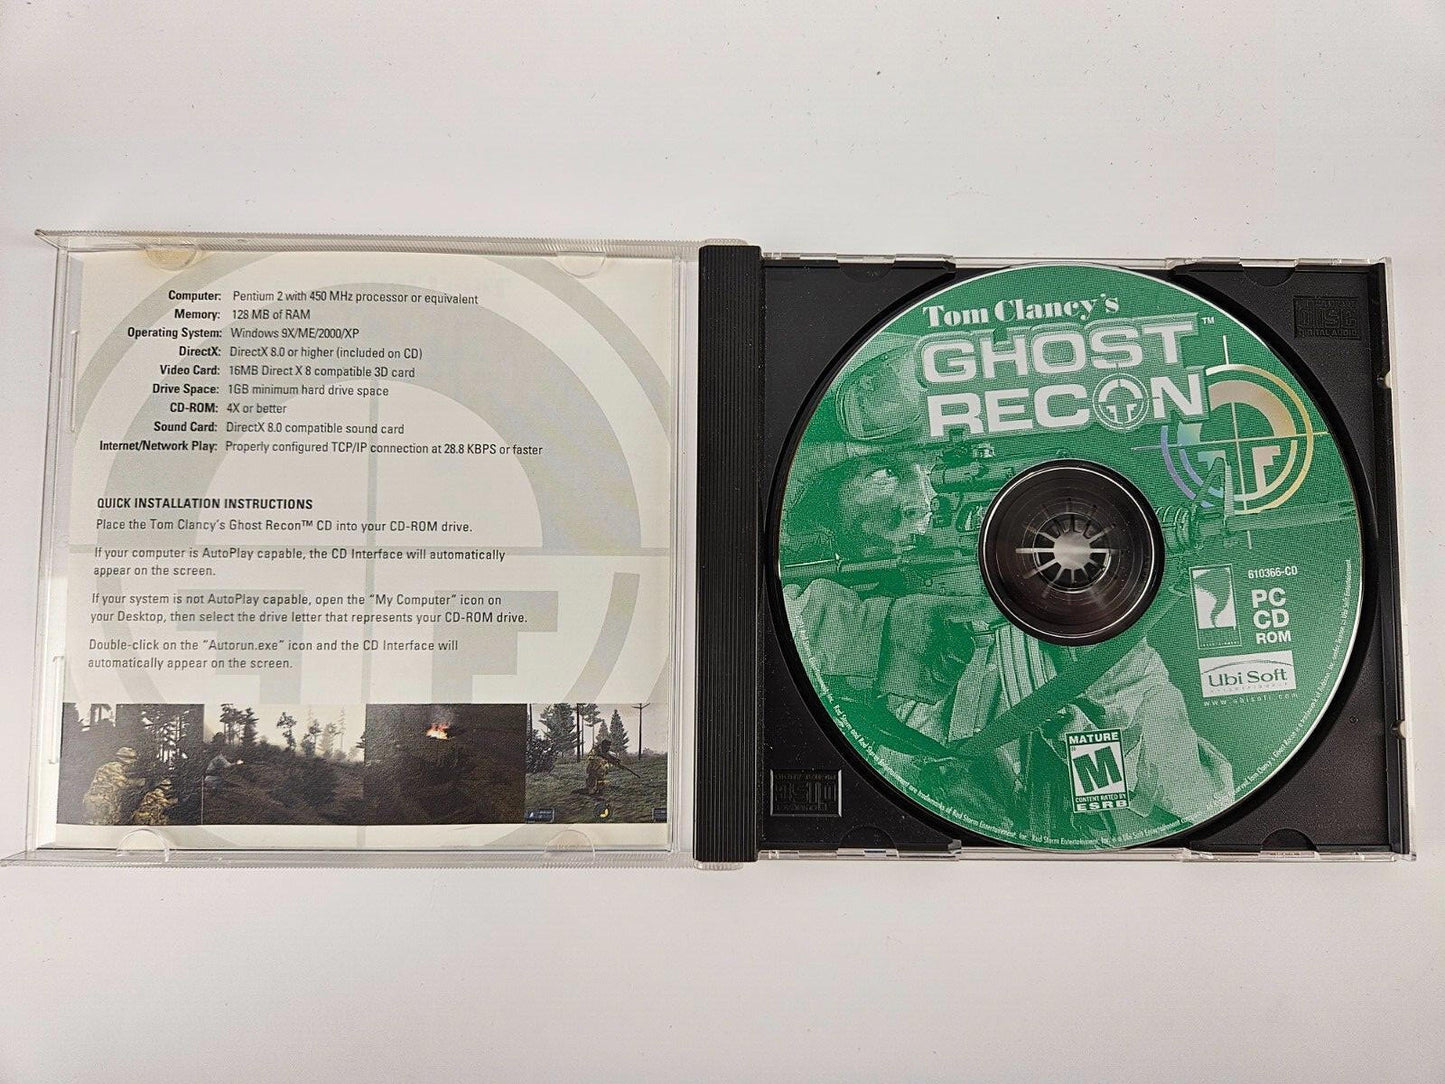 Computer: Pentium 2 with 450 MHz processor or equivalent
Memory: 128 MB of RAM
Operating System: Windows 9X/ME/2000/XP
DirectX: DirectX 8.0 or higher (included on CD)
Video Card: 16MB Direct X 8 compatible 3D card
Drive Space: 1GB minimum hard drive space
CD-ROM: 4X or better
Sound Card: DirectX 8.0 compatible sound card
Internet/Network Play: Properly configured TCP/IP connection at 28.8 KBPS or faster
QUICK INSTALLATION INSTRUCTIONS
Place the Tom Clancy's Ghost Recon™ CD into your CD-ROM drive.
If your computer is AutoPlay capable, the CD Interface will automatically
appear on the screen.
If your system is not AutoPlay capable, open the "My Computer" icon on
your Desktop, then select the drive letter that represents your CD-ROM drive.
Double-click on the "Autorun.exe" icon and the CD Interface will
automatically appear on the screen.
Tom Clancy's
GHOST™
RECON
610366-CD
PC
CD
ROM
Ubi Soft
www.ubisoft.com
MATURE
M
CONTENT RATED BY
ESRB